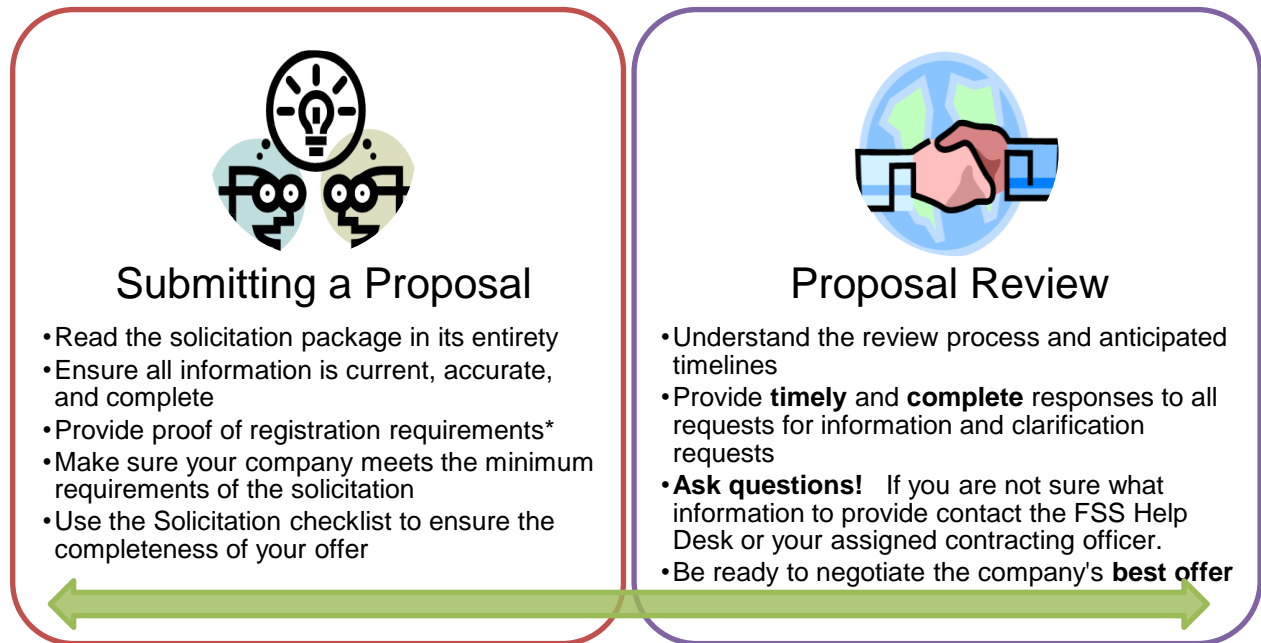 Submitting a Proposal
•Read the solicitation package in its entirety
•Ensure all information is current, accurate,
and complete
•Provide proof of registration requirements*
•Make sure your company meets the minimum
requirements of the solicitation
•Use the Solicitation checklist to ensure the
completeness of your offer
Proposal Review
•Understand the review process and anticipated
timelines
•Provide timely and complete responses to all
requests for information and clarification
requests
•Ask questions! If you are not sure what
information to provide contact the FSS Help
Desk or your assigned contracting officer.
•Be ready to negotiate the company's best offer